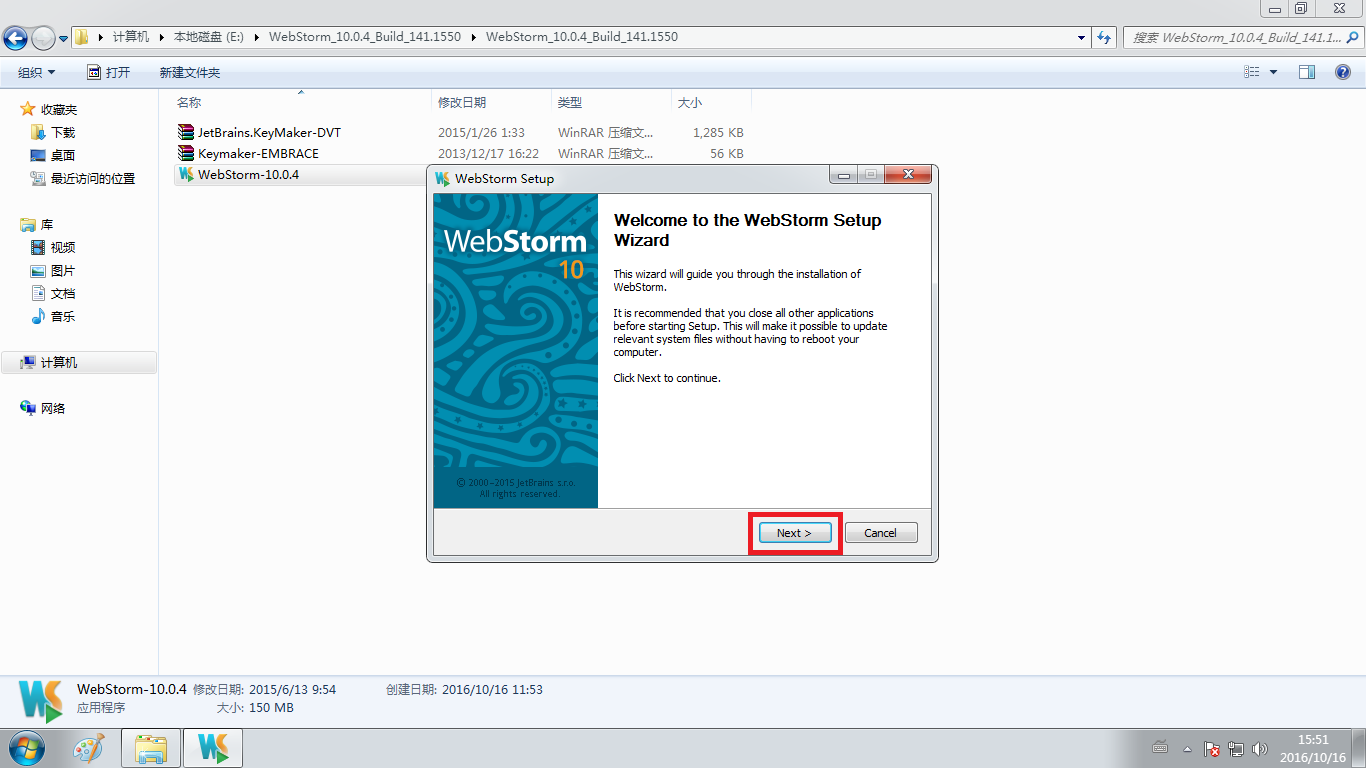 计算机 ▸ 本地磁盘 (E:) ▸ WebStorm_10.0.4_Build_141.1550 ▸ WebStorm_10.0.4_Build_141.1550
搜索 WebStorm_10.0.4_Build_141.1...
组织 打开 新建文件夹
收藏夹
下载
桌面
最近访问的位置
库
视频
图片
文档
音乐
计算机
网络
名称 修改日期 类型 大小
JetBrains.KeyMaker-DVT 2015/1/26 1:33 WinRAR 压缩文... 1,285 KB
Keymaker-EMBRACE 2013/12/17 16:22 WinRAR 压缩文... 56 KB
WebStorm-10.0.4
WebStorm Setup
WebStorm
10
© 2000-2015 JetBrains s.r.o.
All rights reserved.
Welcome to the WebStorm Setup
Wizard
This wizard will guide you through the installation of
WebStorm.
It is recommended that you close all other applications
before starting Setup. This will make it possible to update
relevant system files without having to reboot your
computer.
Click Next to continue.
Next > Cancel
WebStorm-10.0.4 修改日期: 2015/6/13 9:54 创建日期: 2016/10/16 11:53
应用程序 大小: 150 MB
15:51
2016/10/16